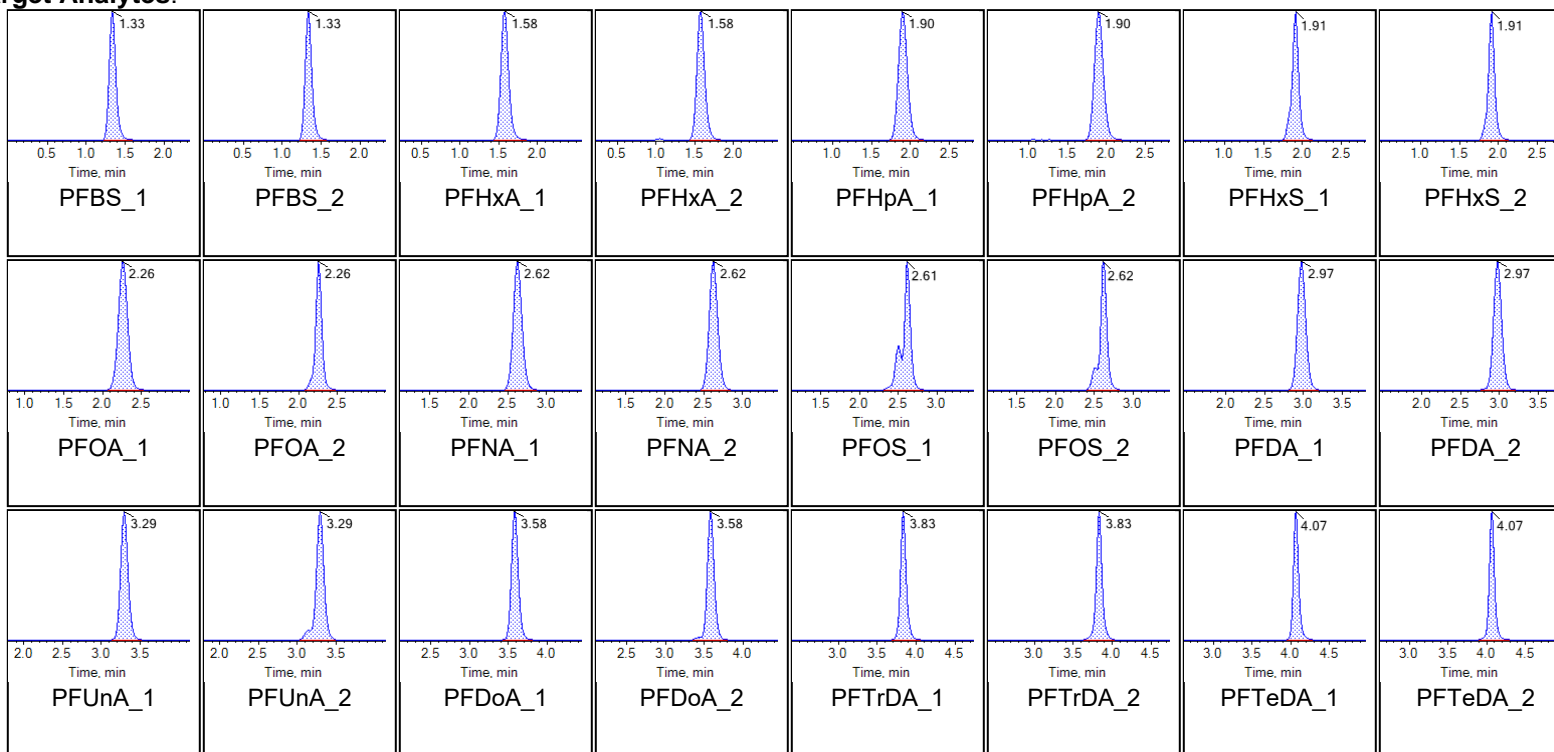 rget Analytes:
1.33 1.33 1.58 1.58 1.90 1.90 1.91 1.91
0.5 1.0 1.5 2.0 0.5 1.0 1.5 2.0 0.5 1.0 1.5 2.0 0.5 1.0 1.5 2.0 1.0 1.5 2.0 2.5 1.0 1.5 2.0 2.5 1.0 1.5 2.0 2.5 1.0 1.5 2.0 2.5
Time, min Time, min Time, min Time, min Time, min Time, min Time, min Time, min
PFBS_1 PFBS_2 PFHxA_1 PFHxA_2 PFHpA_1 PFHpA_2 PFHxS_1 PFHxS_2
2.26 2.26 2.62 2.62 2.61 2.62 2.97 2.97
1.0 1.5 2.0 2.5 1.0 1.5 2.0 2.5 1.5 2.0 2.5 3.0 1.5 2.0 2.5 3.0 1.5 2.0 2.5 3.0 1.5 2.0 2.5 3.0 2.0 2.5 3.0 3.5 2.0 2.5 3.0 3.5
Time, min Time, min Time, min Time, min Time, min Time, min Time, min Time, min
PFOA_1 PFOA_2 PFNA_1 PFNA_2 PFOS_1 PFOS_2 PFDA_1 PFDA_2
3.29 3.29 3.58 3.58 3.83 3.83 4.07 4.07
2.0 2.5 3.0 3.5 2.0 2.5 3.0 3.5 2.5 3.0 3.5 4.0 2.5 3.0 3.5 4.0 3.0 3.5 4.0 4.5 3.0 3.5 4.0 4.5 3.0 3.5 4.0 4.5 3.0 3.5 4.0 4.5
Time, min Time, min Time, min Time, min Time, min Time, min Time, min Time, min
PFUnA_1 PFUnA_2 PFDoA_1 PFDoA_2 PFTrDA_1 PFTrDA_2 PFTeDA_1 PFTeDA_2